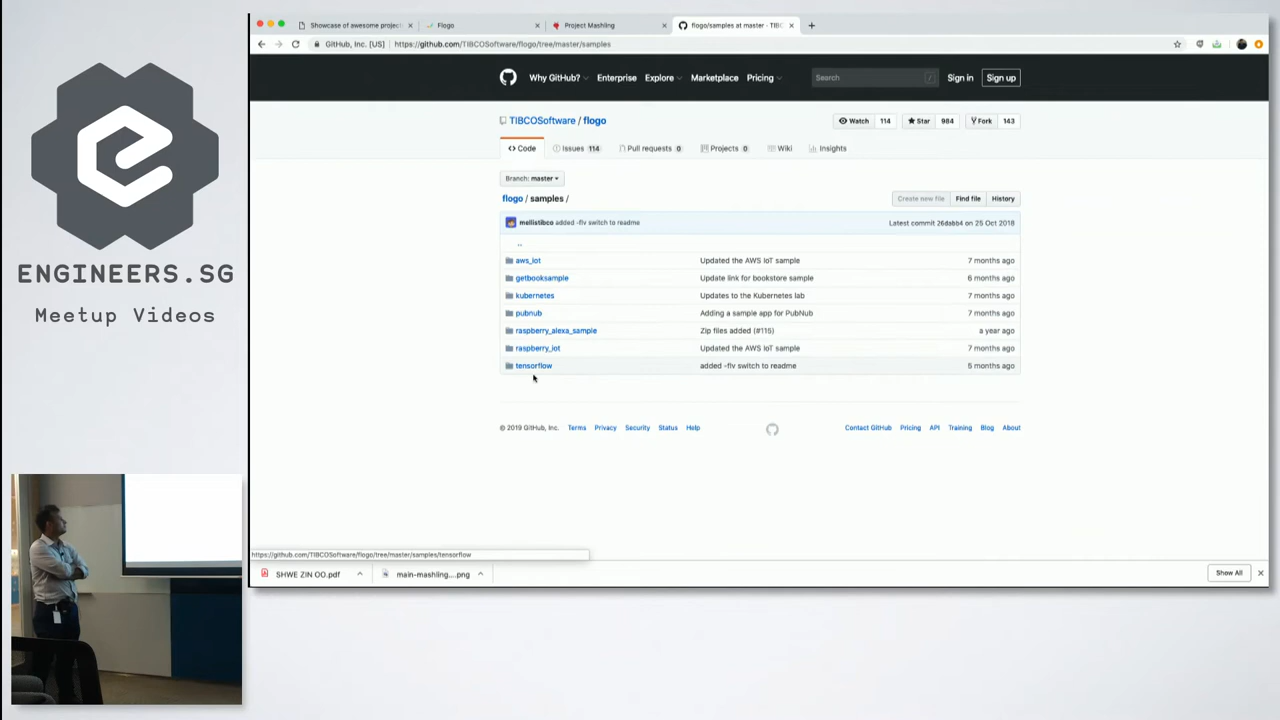 ENGINEERS.SG
Meetup Videos
Showcase of awesome project
Flogo
Project Mashling
flogo/samples at master · TIBC
GitHub, Inc. [US] https://github.com/TIBCOSoftware/flogo/tree/master/samples
Why GitHub? Enterprise Explore Marketplace Pricing Search / Sign in Sign up
TIBCOSoftware / flogo Watch 114 Star 984 Fork 143
Code Issues 114 Pull requests 0 Projects 0 Wiki Insights
Branch: master
flogo / samples / Create new file Find file History
mellistibco added -flv switch to readme Latest commit 26dabb4 on 25 Oct 2018
..
aws_iot Updated the AWS IoT sample 7 months ago
getbooksample Update link for bookstore sample 6 months ago
kubernetes Updates to the Kubernetes lab 7 months ago
pubnub Adding a sample app for PubNub 7 months ago
raspberry_alexa_sample Zip files added (#115) a year ago
raspberry_iot Updated the AWS IoT sample 7 months ago
tensorflow added -flv switch to readme 5 months ago
© 2019 GitHub, Inc. Terms Privacy Security Status Help Contact GitHub Pricing API Training Blog About
https://github.com/TIBCOSoftware/flogo/tree/master/samples/tensorflow
SHWE ZIN OO.pdf main-mashling....png Show All